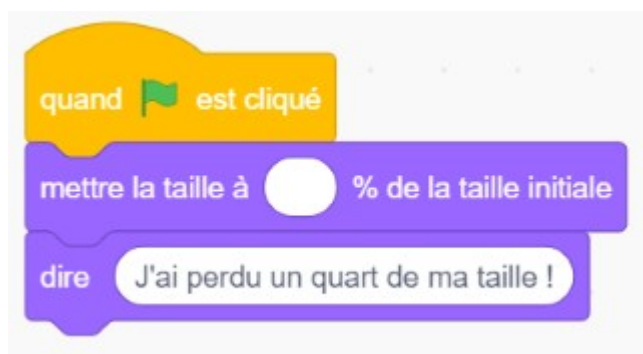 quand est cliqué
mettre la taille à % de la taille initiale
dire J'ai perdu un quart de ma taille !